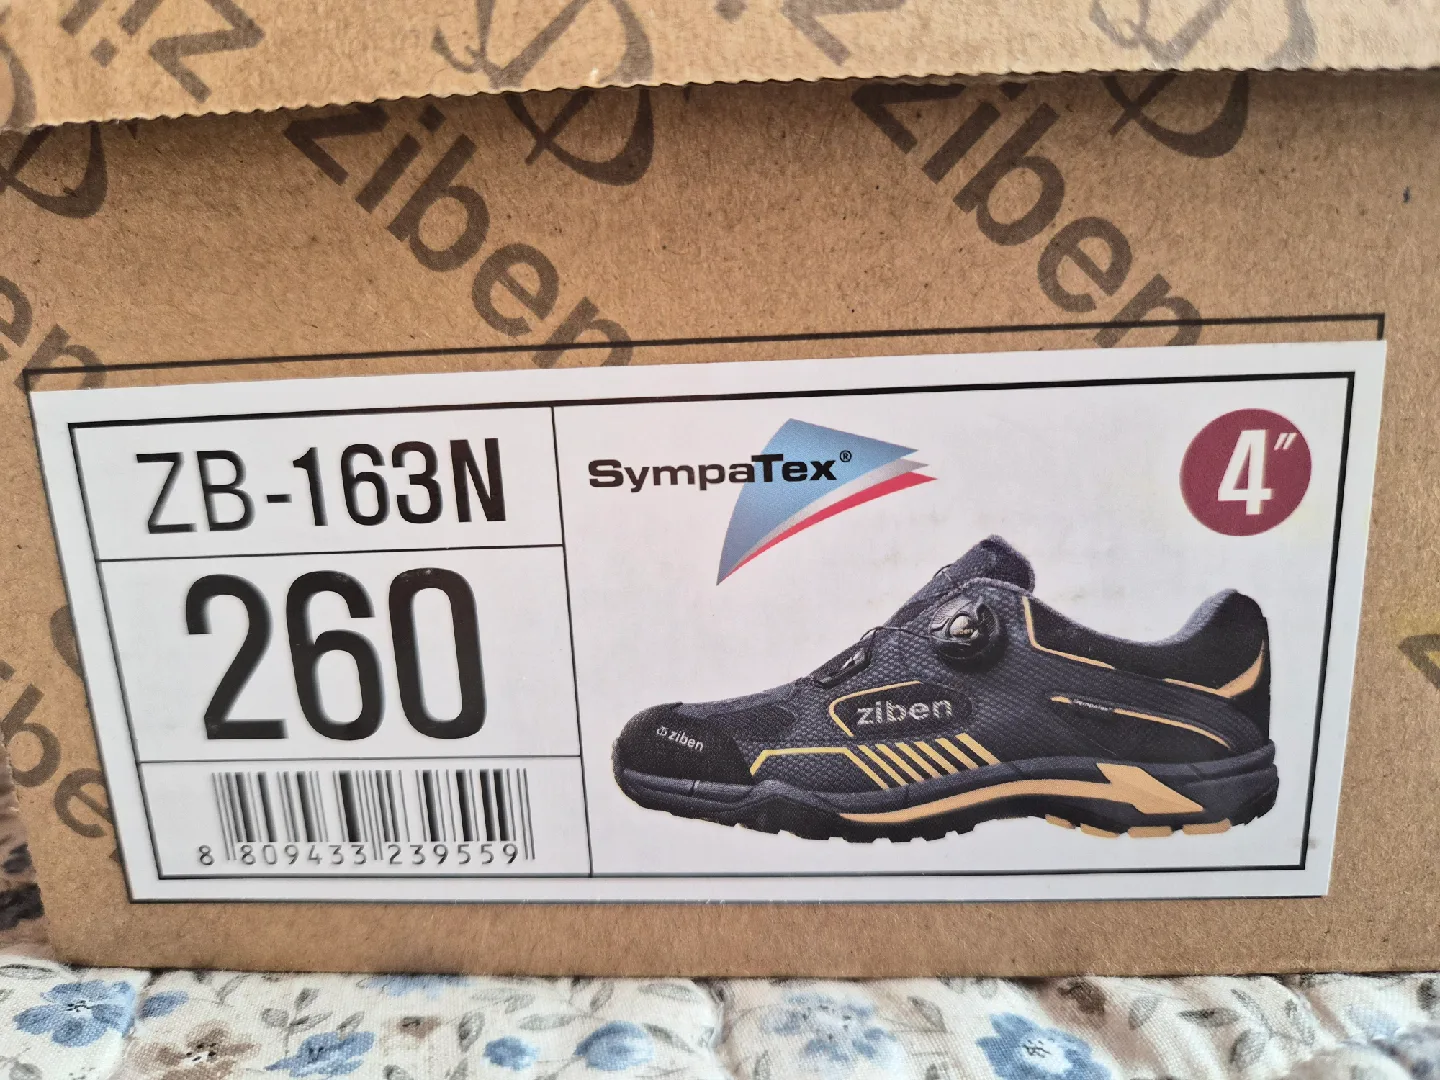 ziben
ziben
ZB-163N
260
8 809433 239559
SympaTex®
4"
ziben
ziben